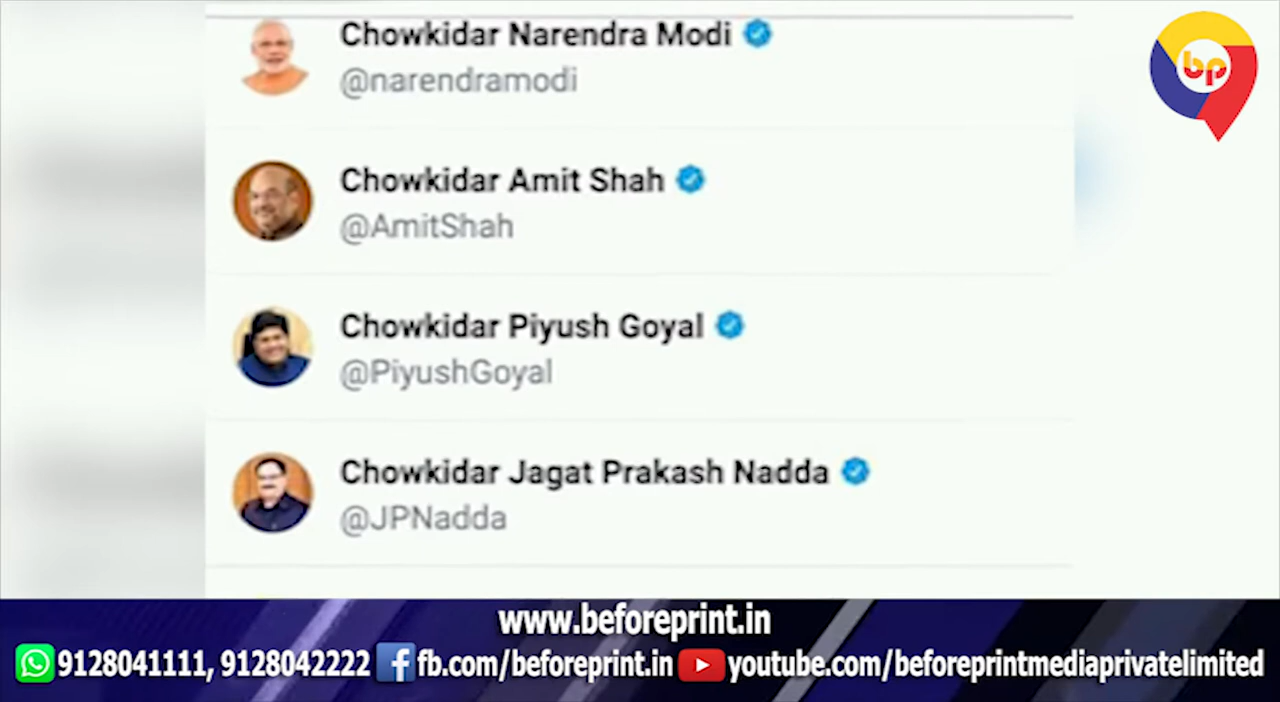 Chowkidar Narendra Modi
@narendramodi
bp
Chowkidar Amit Shah
@AmitShah
Chowkidar Piyush Goyal
@PiyushGoyal
Chowkidar Jagat Prakash Nadda
@JPNadda
www.beforeprint.in
9128041111, 9128042222 fb.com/beforeprint.in youtube.com/beforeprintmediaprivatelimited